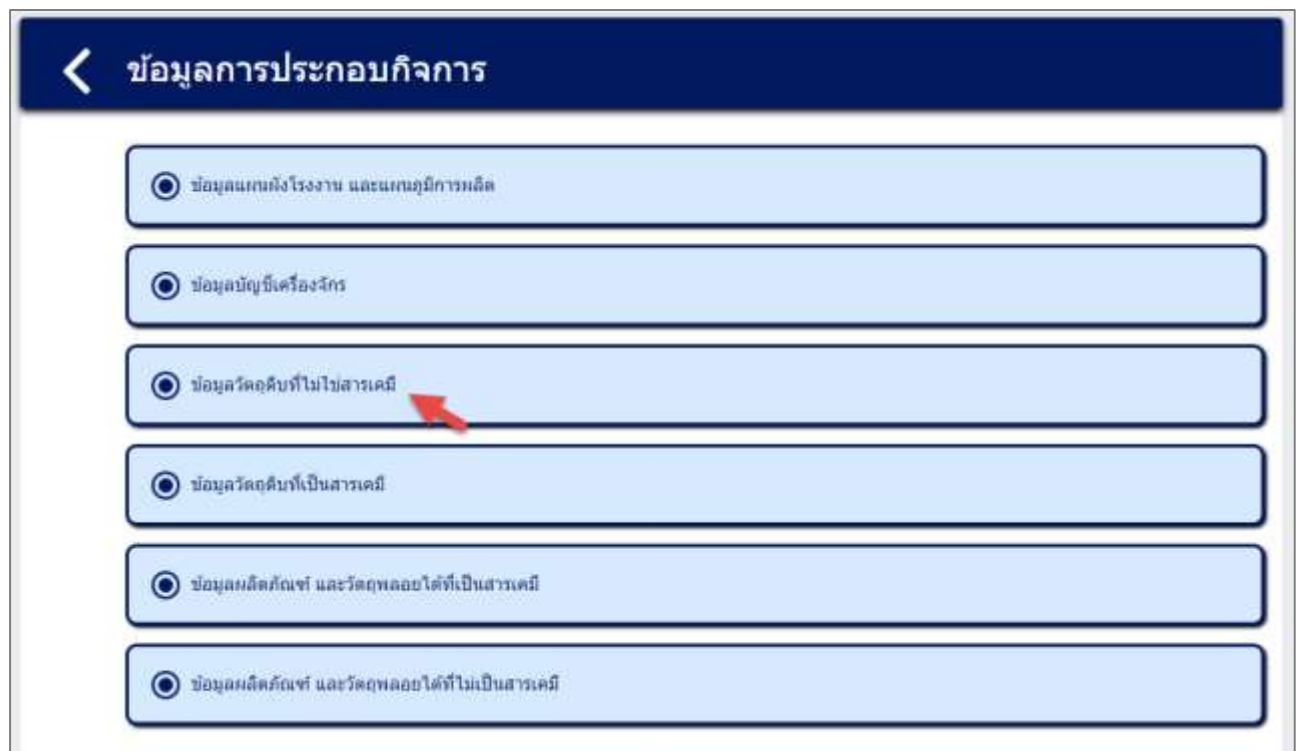 ข้อมูลการประกอบกิจการ
ข้อมูลแผนผังโรงงาน และแผนภูมิการผลิต
ข้อมูลบัญชีเครื่องจักร
ข้อมูลวัตถุดิบที่ไม่ใช่สารเคมี
ข้อมูลวัตถุดิบที่เป็นสารเคมี
ข้อมูลผลิตภัณฑ์ และวัตถุพลอยได้ที่เป็นสารเคมี
ข้อมูลผลิตภัณฑ์ และวัตถุพลอยได้ที่ไม่เป็นสารเคมี